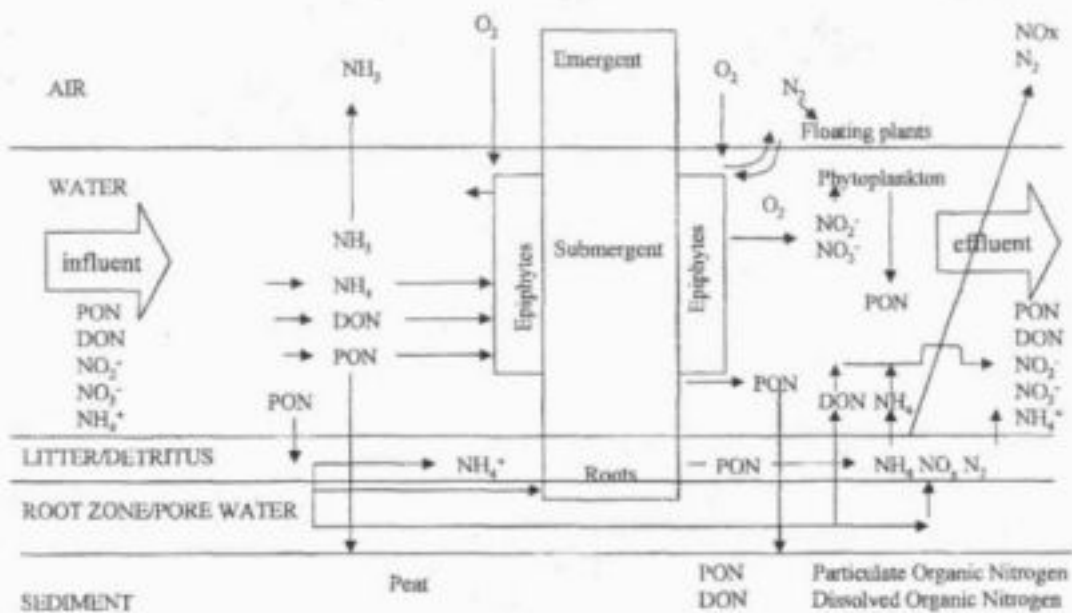 NOx
N₂
O₂
NH₃
Emergent
O₂
N₂
AIR
Floating plants
WATER
Phytoplankton
O₂
NO₂⁻
NO₃⁻
NH₃
Submergent
influent
effluent
Epiphytes
Epiphytes
NH₄
DON
PON
PON
PON
DON
NO₂⁻
NO₃⁻
NH₄⁺
PON
PON
DON
NO₂⁻
NO₃⁻
NH₄⁺
PON
DON NH₄
LITTER/DETRITUS
NH₄⁺
Roots
PON
NH₄ NO₃ N₂
ROOT ZONE/PORE WATER
Peat
PON Particulate Organic Nitrogen
SEDIMENT
DON Dissolved Organic Nitrogen